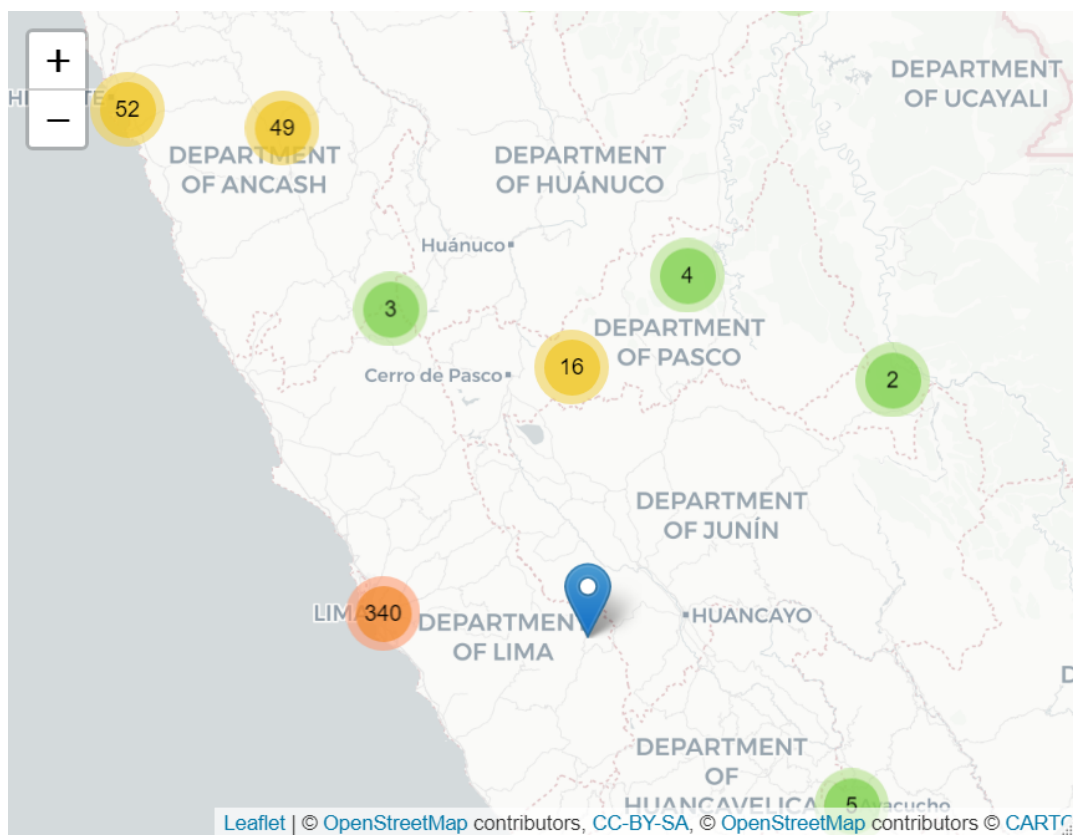 +
−
52
49
DEPARTMENT
OF ANCASH
DEPARTMENT
OF HUÁNUCO
DEPARTMENT
OF UCAYALI
Huánuco
3
4
DEPARTMENT
OF PASCO
16
Cerro de Pasco
2
DEPARTMENT
OF JUNÍN
340
DEPARTMENT
OF LIMA
HUANCAYO
DEPARTMENT
OF
HUANCAVELICA
5
Leaflet | © OpenStreetMap contributors, CC-BY-SA, © OpenStreetMap contributors © CARTO